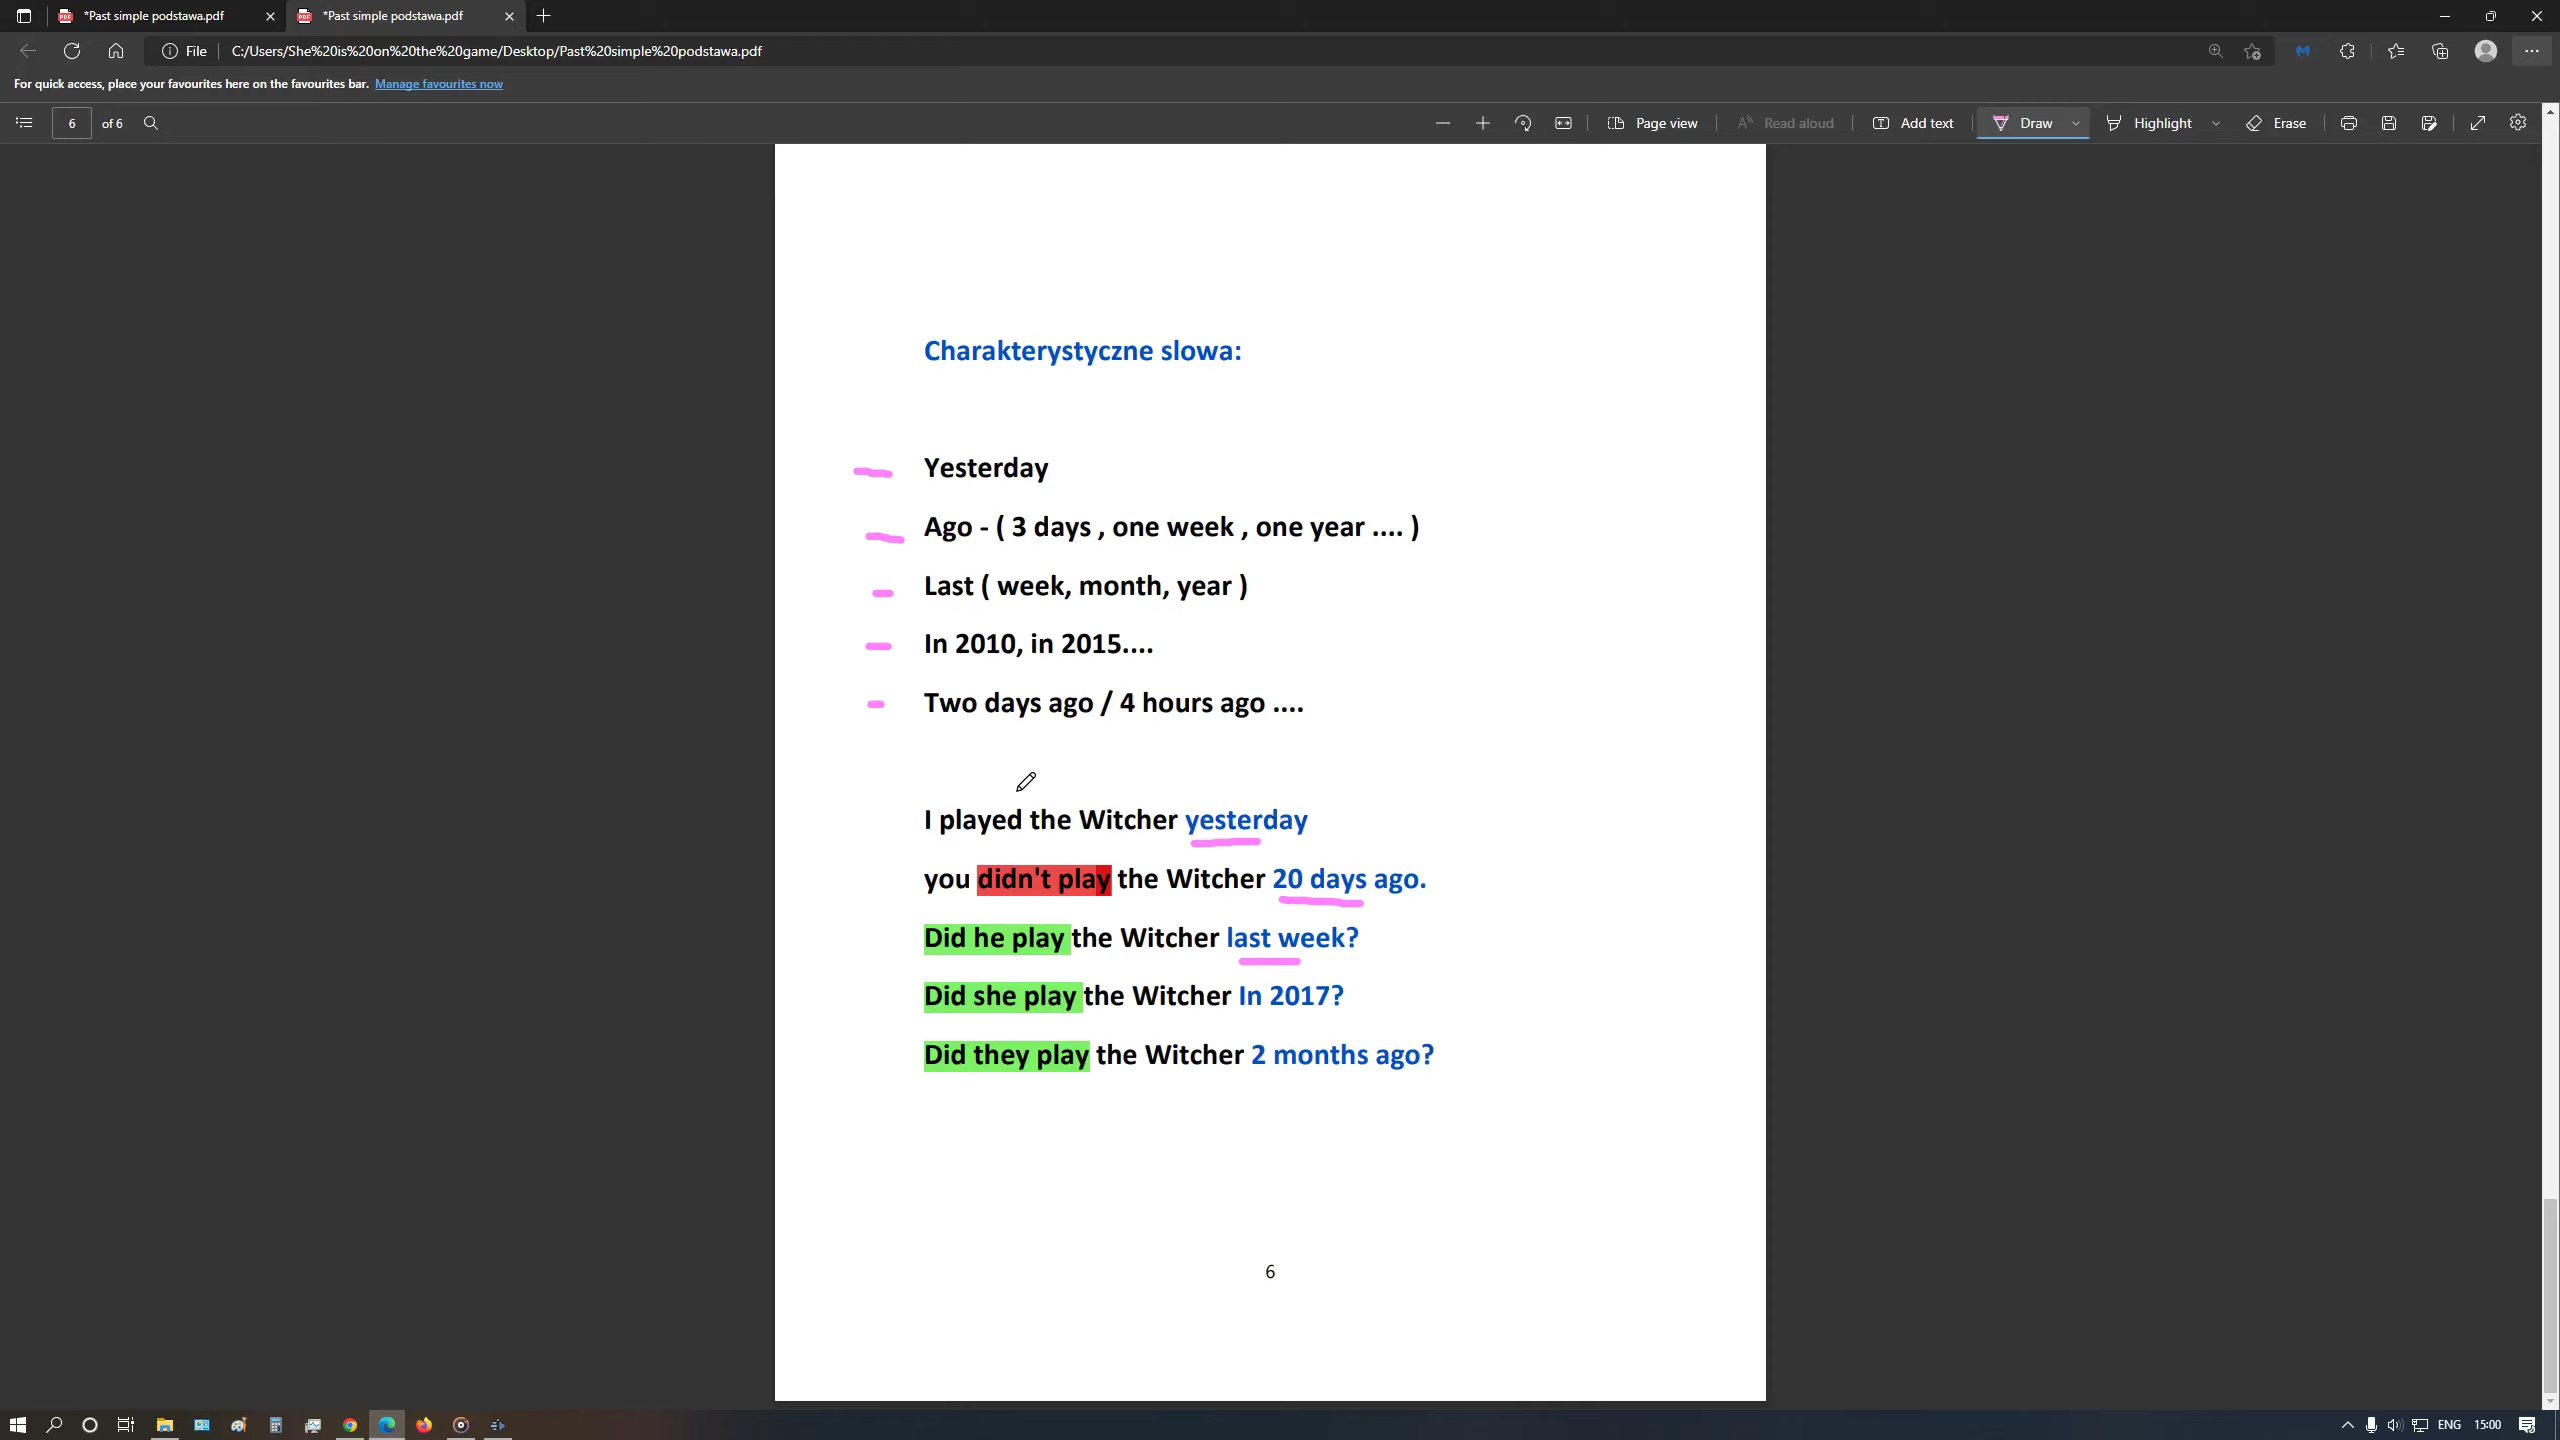 *Past simple podstawa.pdf
*Past simple podstawa.pdf
File
C:/Users/She%20is%20on%20the%20game/Desktop/Past%20simple%20podstawa.pdf
For quick access, place your favourites here on the favourites bar. Manage favourites now
6 of 6
Page view
Read aloud
Add text
Draw
Highlight
Erase
Charakterystyczne slowa:
Yesterday
Ago - ( 3 days , one week , one year .... )
Last ( week, month, year )
In 2010, in 2015....
Two days ago / 4 hours ago ....
I played the Witcher yesterday
you didn't play the Witcher 20 days ago.
Did he play the Witcher last week?
Did she play the Witcher In 2017?
Did they play the Witcher 2 months ago?
6
ENG 15:00